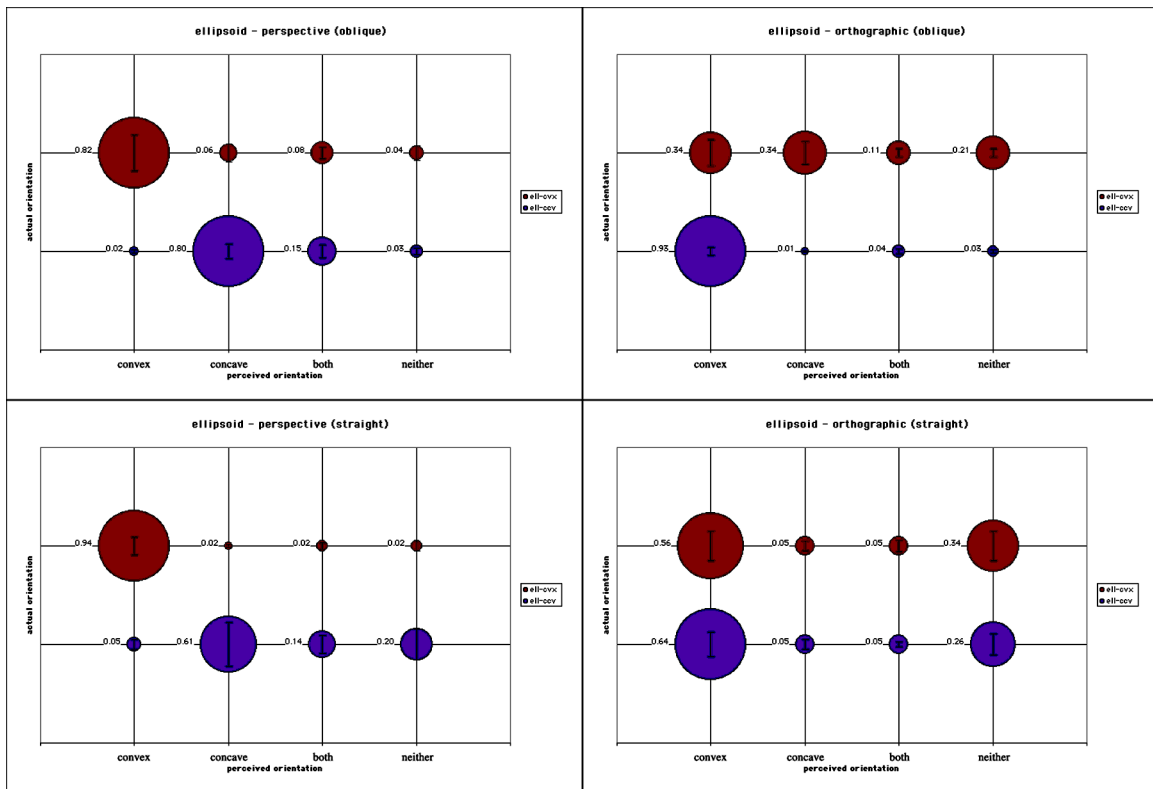 ellipsoid - perspective (oblique)
actual orientation
0.82
0.06
0.08
0.04
0.02
0.80
0.15
0.03
ell-cvx
ell-ccv
convex
concave
both
neither
perceived orientation
ellipsoid - orthographic (oblique)
actual orientation
0.34
0.34
0.11
0.21
0.93
0.01
0.04
0.03
ell-cvx
ell-ccv
convex
concave
both
neither
perceived orientation
ellipsoid - perspective (straight)
actual orientation
0.94
0.02
0.02
0.02
0.05
0.61
0.14
0.20
ell-cvx
ell-ccv
convex
concave
both
neither
perceived orientation
ellipsoid - orthographic (straight)
actual orientation
0.56
0.05
0.05
0.34
0.64
0.05
0.05
0.26
ell-cvx
ell-ccv
convex
concave
both
neither
perceived orientation